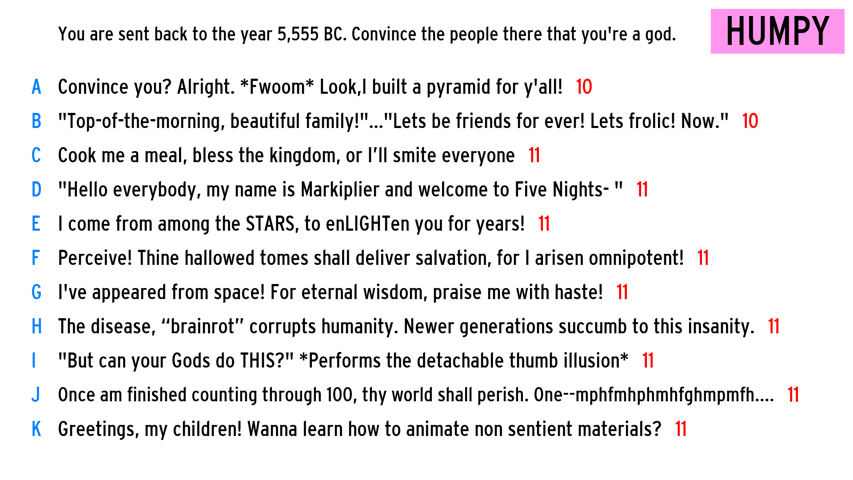 You are sent back to the year 5,555 BC. Convince the people there that you're a god.
HUMPY
A Convince you? Alright. *Fwoom* Look,I built a pyramid for y'all! 10
B "Top-of-the-morning, beautiful family!"..."Lets be friends for ever! Lets frolic! Now." 10
C Cook me a meal, bless the kingdom, or I’ll smite everyone 11
D "Hello everybody, my name is Markiplier and welcome to Five Nights- " 11
E I come from among the STARS, to enLIGHTen you for years! 11
F Perceive! Thine hallowed tomes shall deliver salvation, for I arisen omnipotent! 11
G I've appeared from space! For eternal wisdom, praise me with haste! 11
H The disease, “brainrot” corrupts humanity. Newer generations succumb to this insanity. 11
I "But can your Gods do THIS?" *Performs the detachable thumb illusion* 11
J Once am finished counting through 100, thy world shall perish. One--mphfmhphmhfghmpmfh.... 11
K Greetings, my children! Wanna learn how to animate non sentient materials? 11